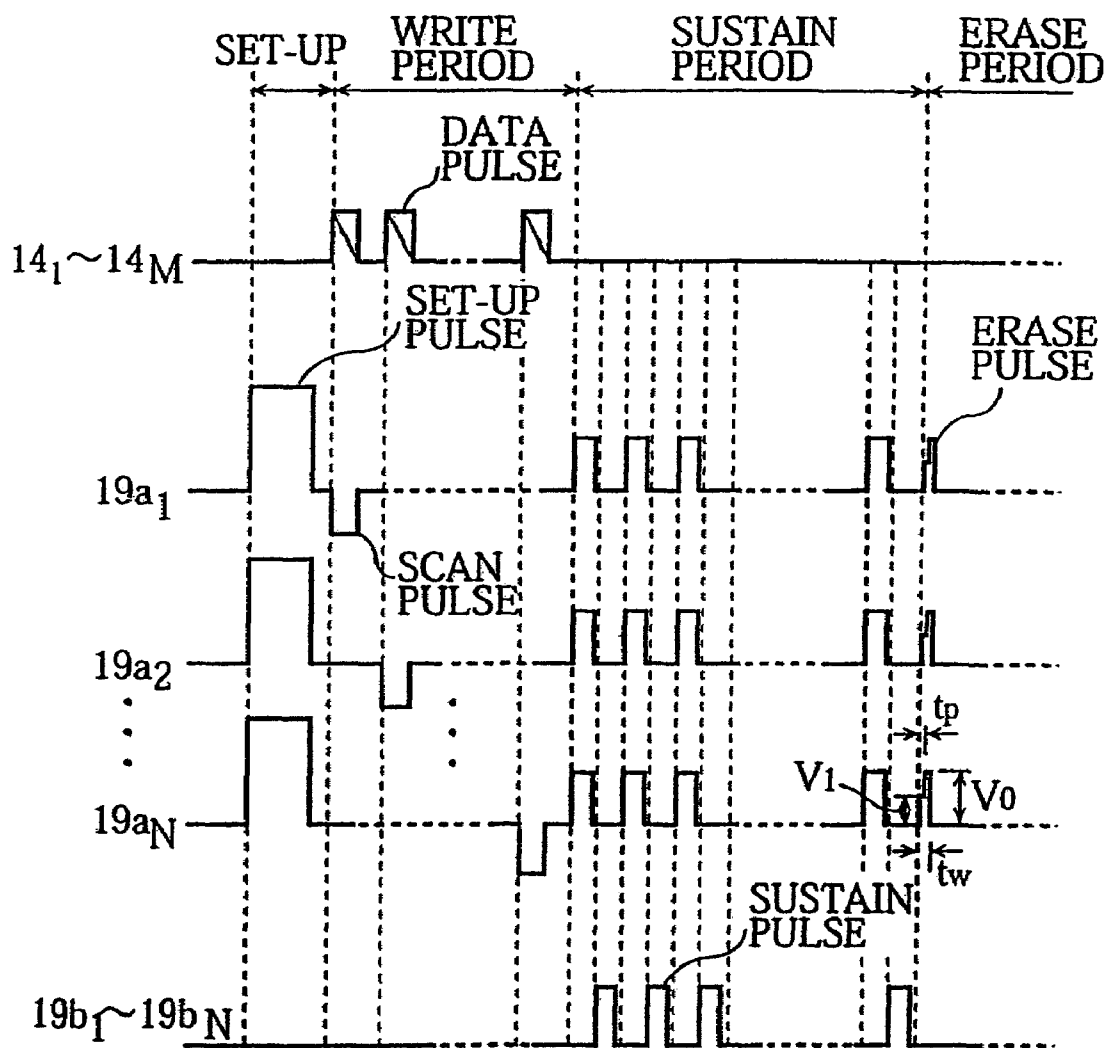 SET-UP
WRITE
PERIOD
SUSTAIN
PERIOD
ERASE
PERIOD
DATA
PULSE
14₁~14M
SET-UP
PULSE
ERASE
PULSE
19a₁
SCAN
PULSE
19a₂
tp
V1
V0
19aN
tw
SUSTAIN
PULSE
19b₁~19bN